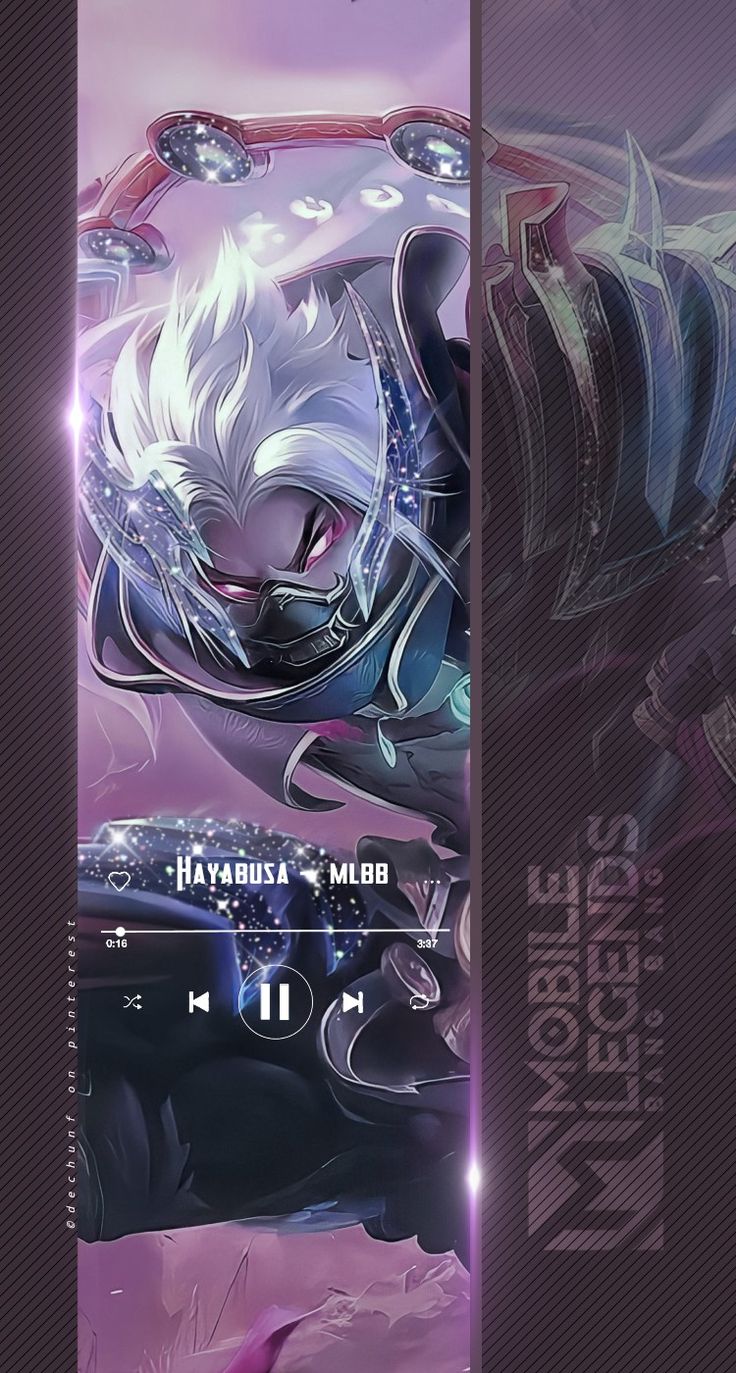 Hayabusa - MLBB
0:16
3:37
©dechunf on pinterest
MOBILE
LEGENDS
BANG BANG